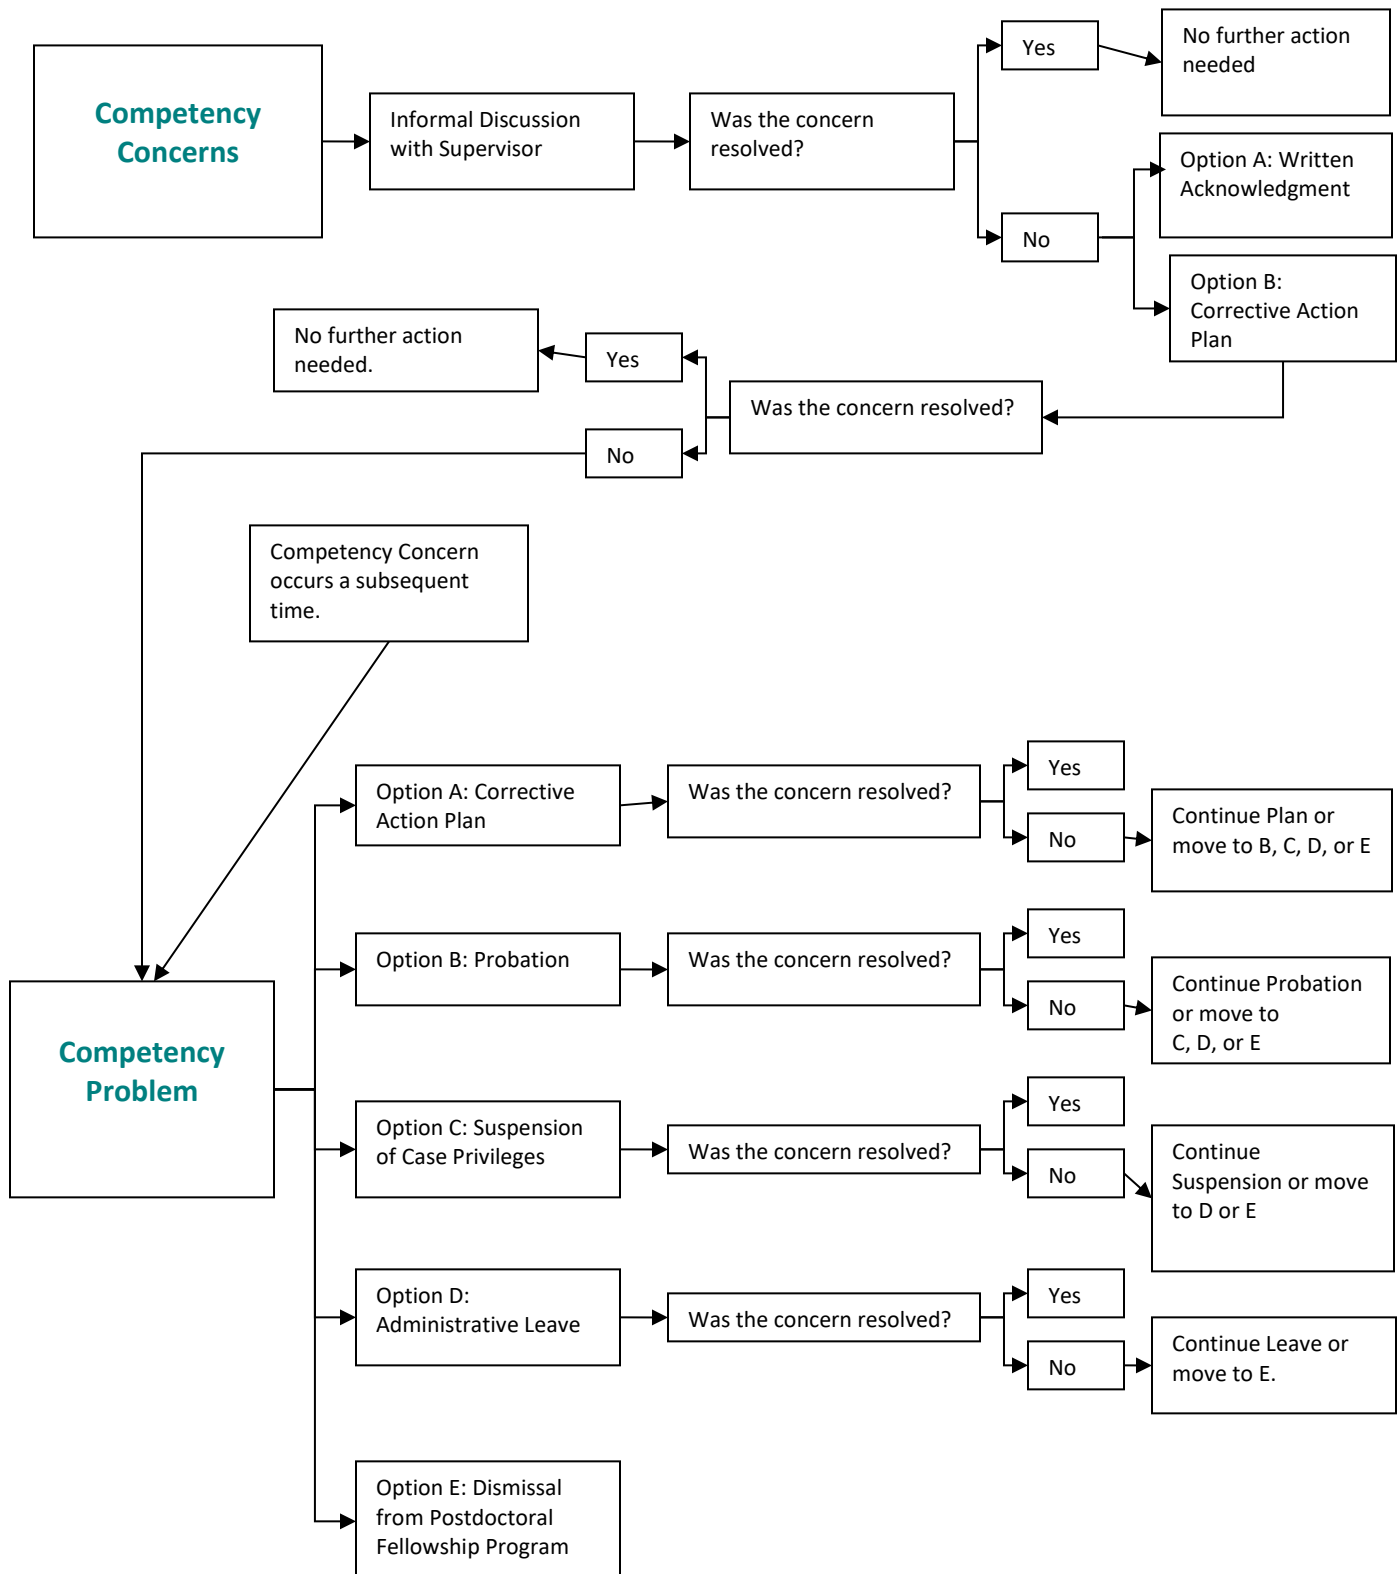 Competency
Concerns
Informal Discussion
with Supervisor
Was the concern
resolved?
Yes
No further action
needed
No
Option A: Written
Acknowledgment
Option B:
Corrective Action
Plan
Was the concern resolved?
Yes
No further action
needed.
No
Competency Concern
occurs a subsequent
time.
Competency
Problem
Option A: Corrective
Action Plan
Was the concern resolved?
Yes
No
Continue Plan or
move to B, C, D, or E
Option B: Probation
Was the concern resolved?
Yes
No
Continue Probation
or move to
C, D, or E
Option C: Suspension
of Case Privileges
Was the concern resolved?
Yes
No
Continue
Suspension or move
to D or E
Option D:
Administrative Leave
Was the concern resolved?
Yes
No
Continue Leave or
move to E.
Option E: Dismissal
from Postdoctoral
Fellowship Program